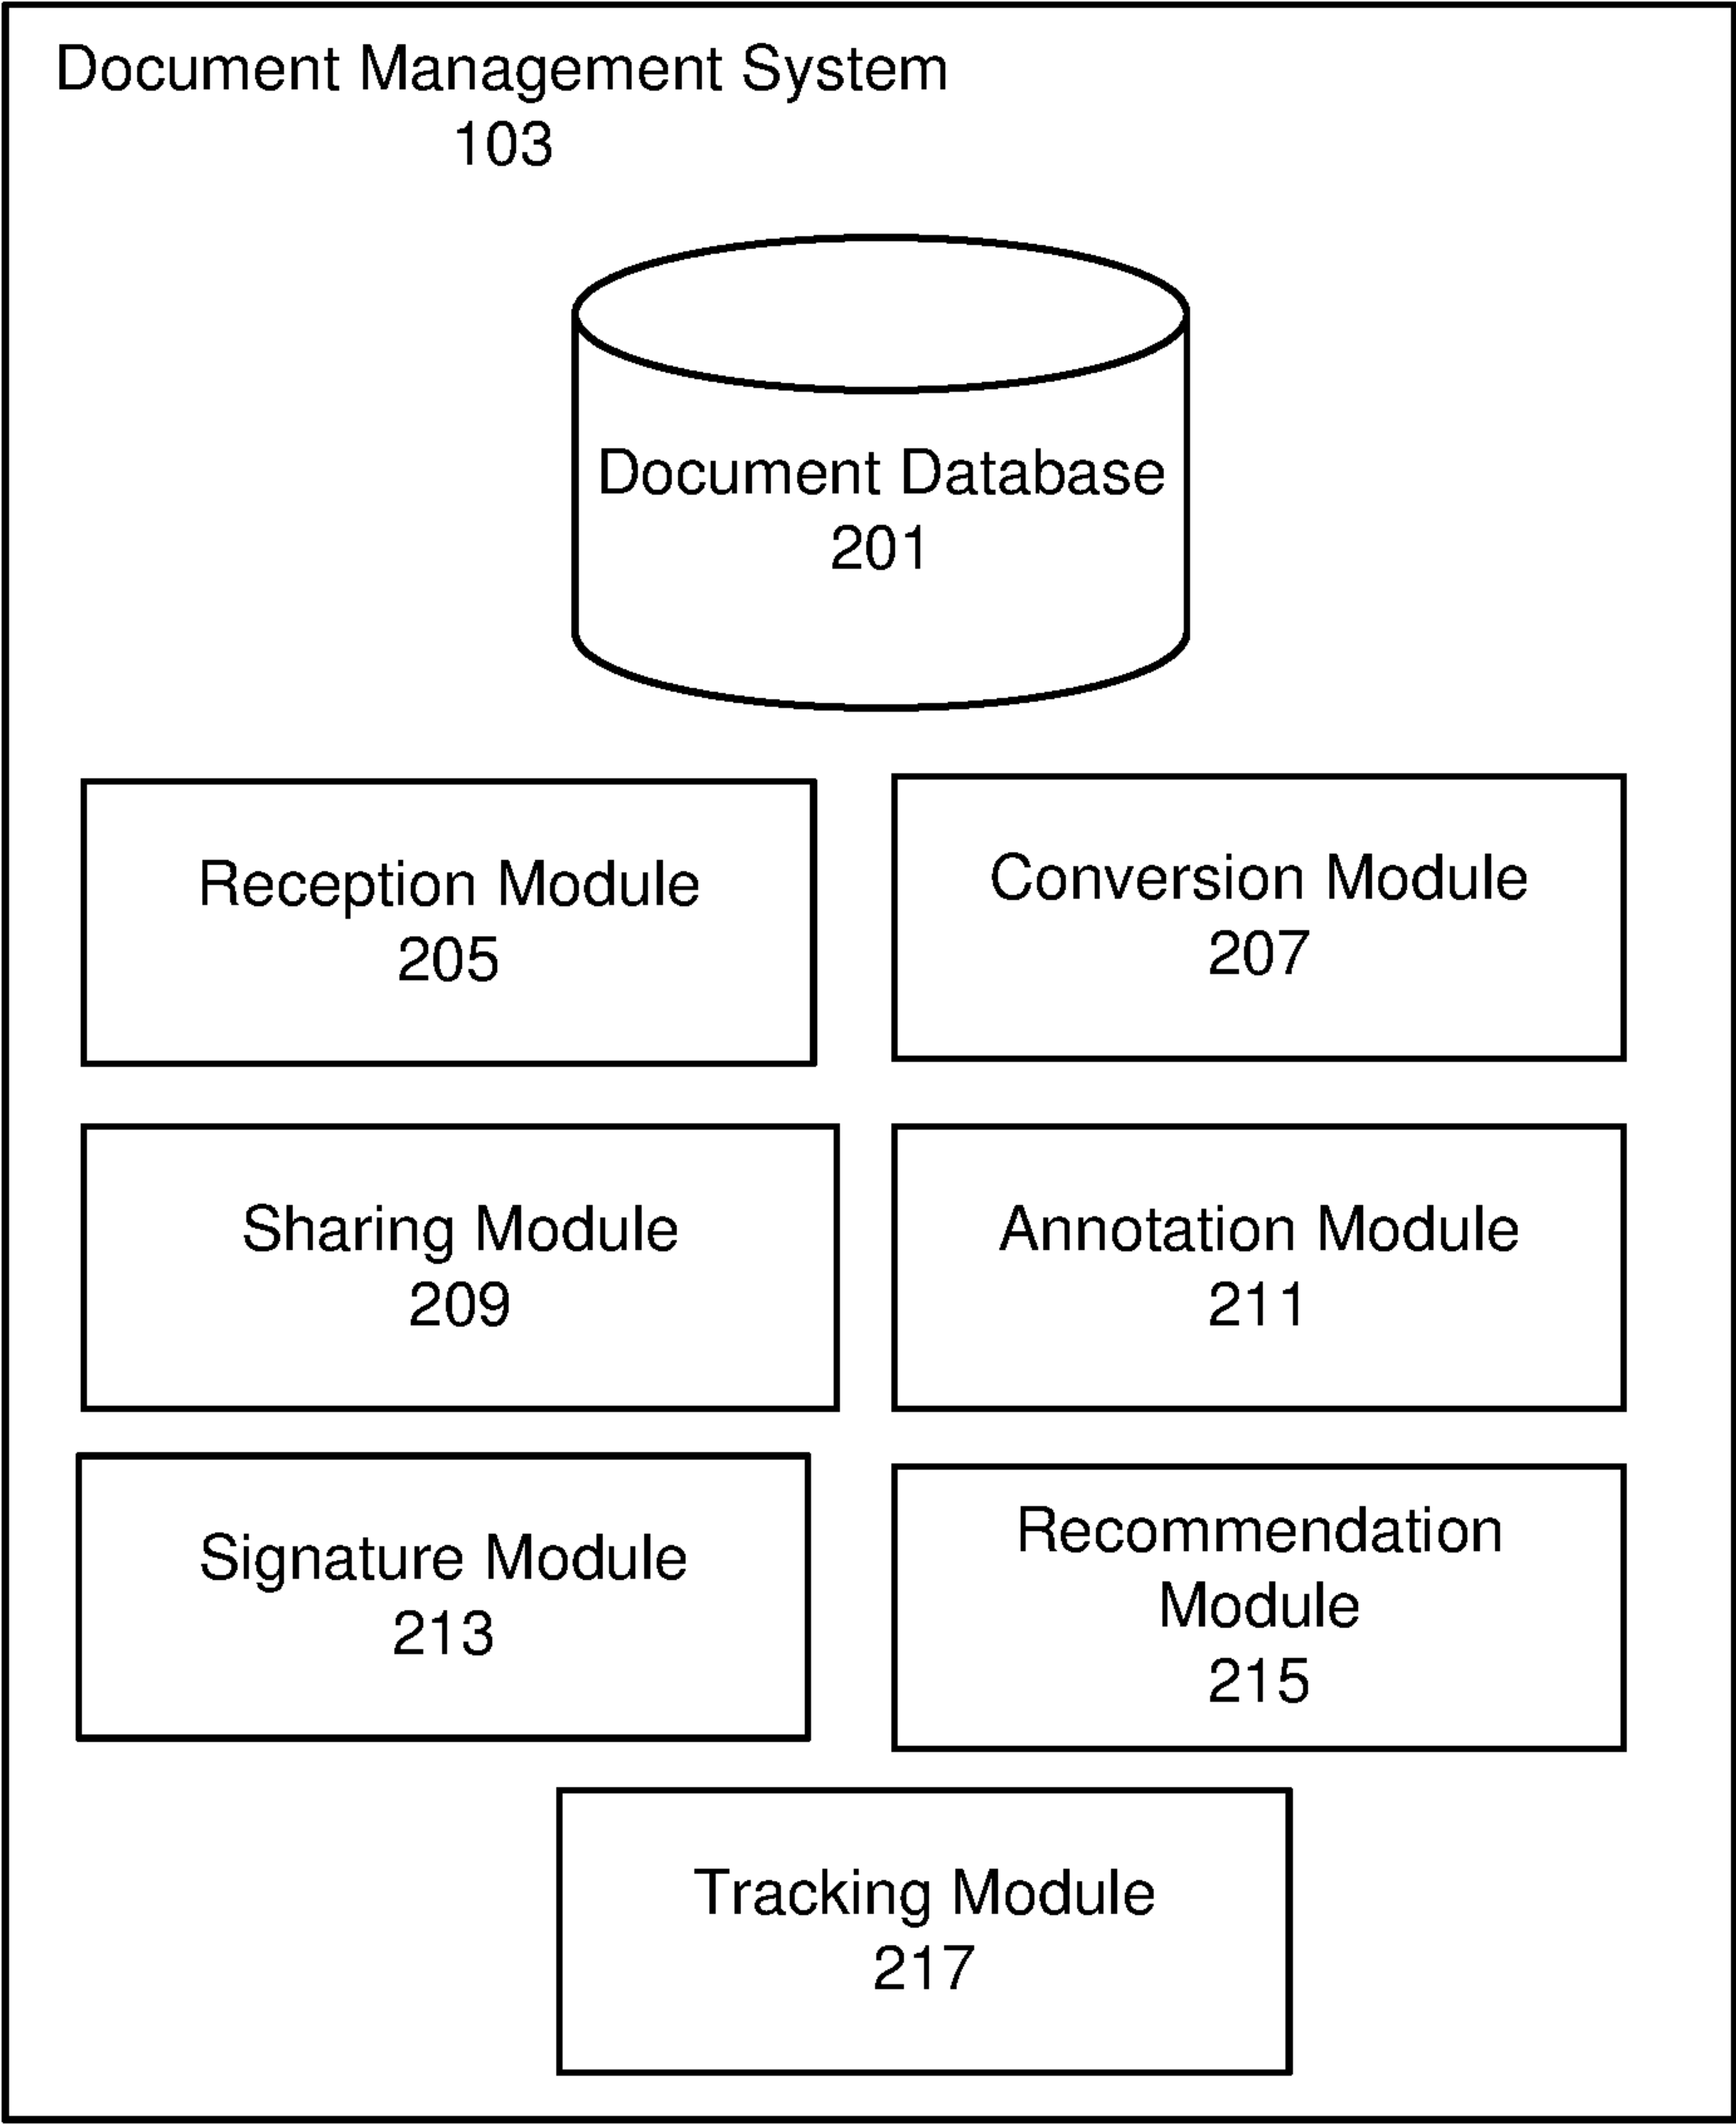 Document Management System
103
Document Database
201
Reception Module
205
Conversion Module
207
Sharing Module
209
Annotation Module
211
Signature Module
213
Recommendation
Module
215
Tracking Module
217